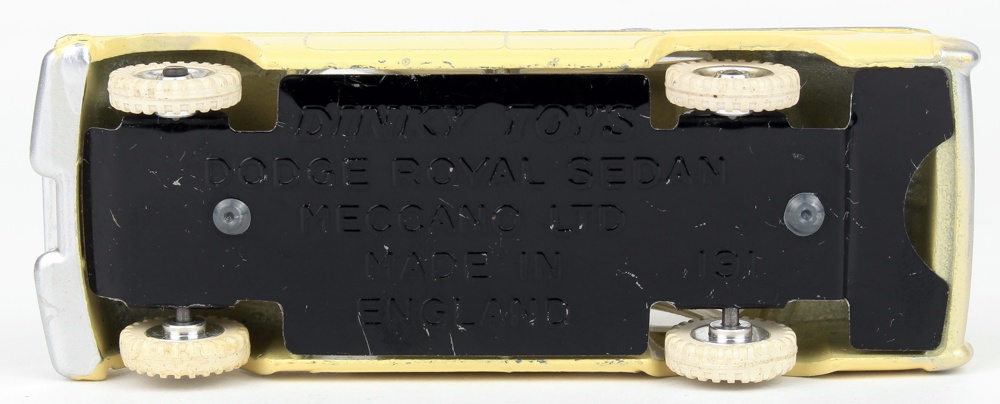 DINKY TOYS
DODGE ROYAL SEDAN
MECCANO LTD
MADE IN 191
ENGLAND